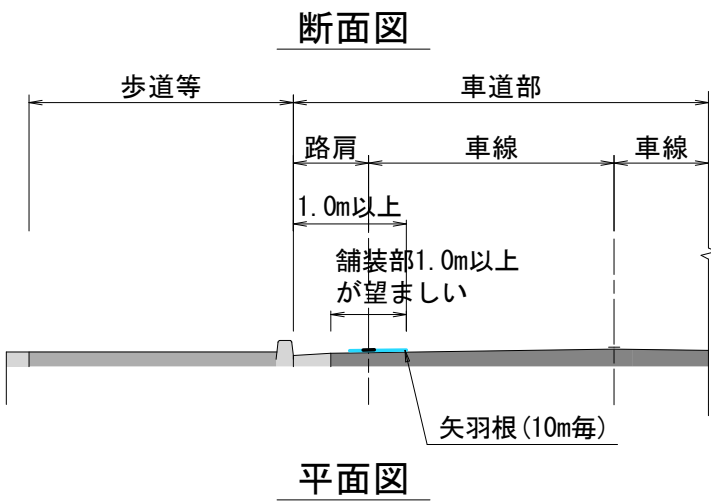 断面図
歩道等
車道部
路肩
車線
車線
1.0m以上
舗装部1.0m以上
が望ましい
矢羽根(10m毎)
平面図